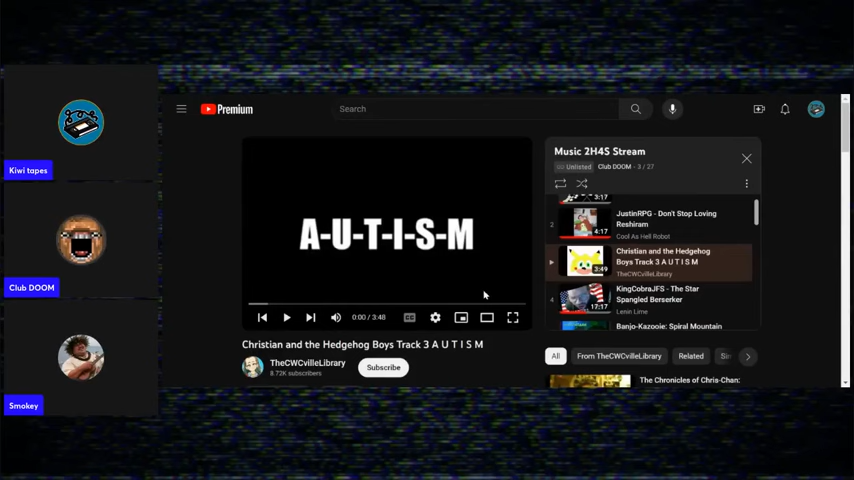 Kiwi tapes
Club DOOM
Smokey
Premium
Search
A-U-T-I-S-M
0:00 / 3:48
Christian and the Hedgehog Boys Track 3 A U T I S M
TheCWCvilleLibrary
8.72K subscribers
Subscribe
Music 2H4S Stream
Unlisted Club DOOM - 3 / 27
3:17
2
4:17
JustinRPG - Don't Stop Loving
Reshiram
Cool As Hell Robot
3:49
Christian and the Hedgehog
Boys Track 3 A U T I S M
TheCWCvilleLibrary
4
17:17
KingCobraJFS - The Star
Spangled Berserker
Lenin Lime
Banjo-Kazooie: Spiral Mountain
All
From TheCWCvilleLibrary
Related
The Chronicles of Chris-Chan: